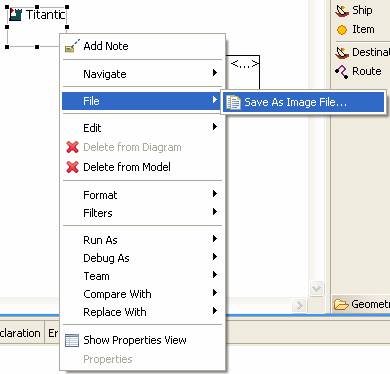 Titantic
Add Note
Navigate
File
Edit
Delete from Diagram
Delete from Model
Format
Filters
Run As
Debug As
Team
Compare With
Replace With
Show Properties View
Properties
<...>
Save As Image File...
Ship
Item
Destinat
Route
Geometr
claration
Er